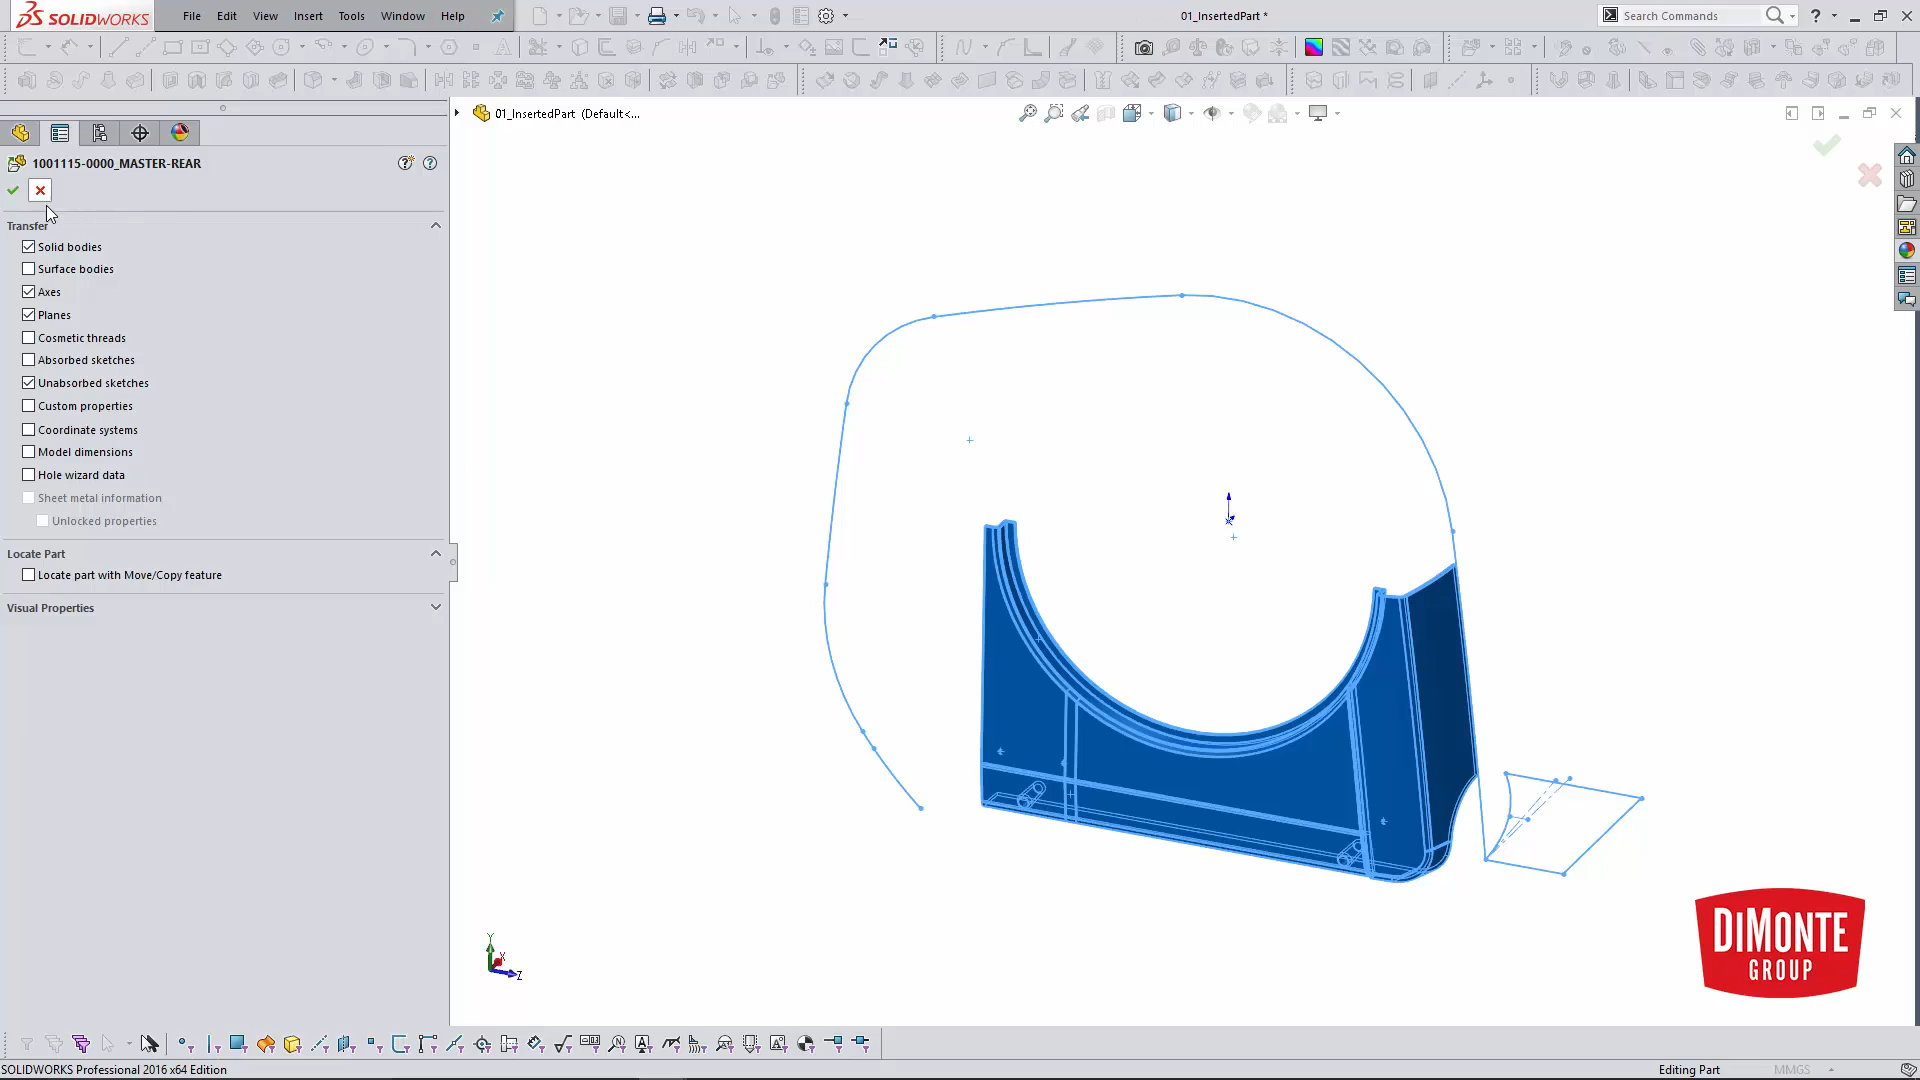 SOLIDWORKS
File
Edit
View
Insert
Tools
Window
Help
01_InsertedPart *
Search Commands
?
01_InsertedPart (Default<...
1001115-0000_MASTER-REAR
Transfer
Solid bodies
Surface bodies
Axes
Planes
Cosmetic threads
Absorbed sketches
Unabsorbed sketches
Custom properties
Coordinate systems
Model dimensions
Hole wizard data
Sheet metal information
Unlocked properties
Locate Part
Locate part with Move/Copy feature
Visual Properties
Y
X
Z
DIMONTE
GROUP
SOLIDWORKS Professional 2016 x64 Edition
Editing Part
MMGS